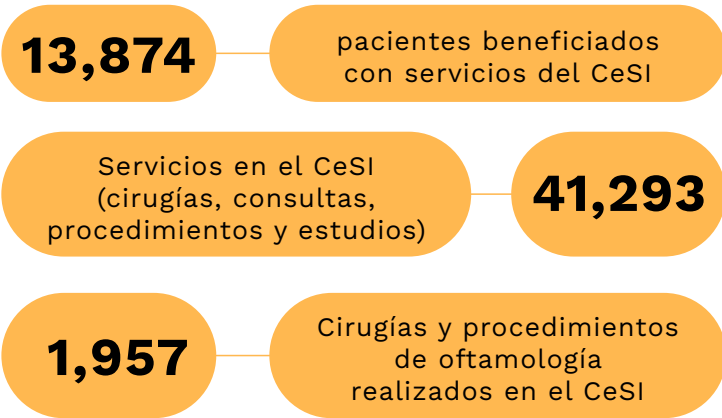 13,874
pacientes beneficiados
con servicios del CeSI
Servicios en el CeSI
(cirugías, consultas,
procedimientos y estudios)
41,293
1,957
Cirugías y procedimientos
de oftamología
realizados en el CeSI